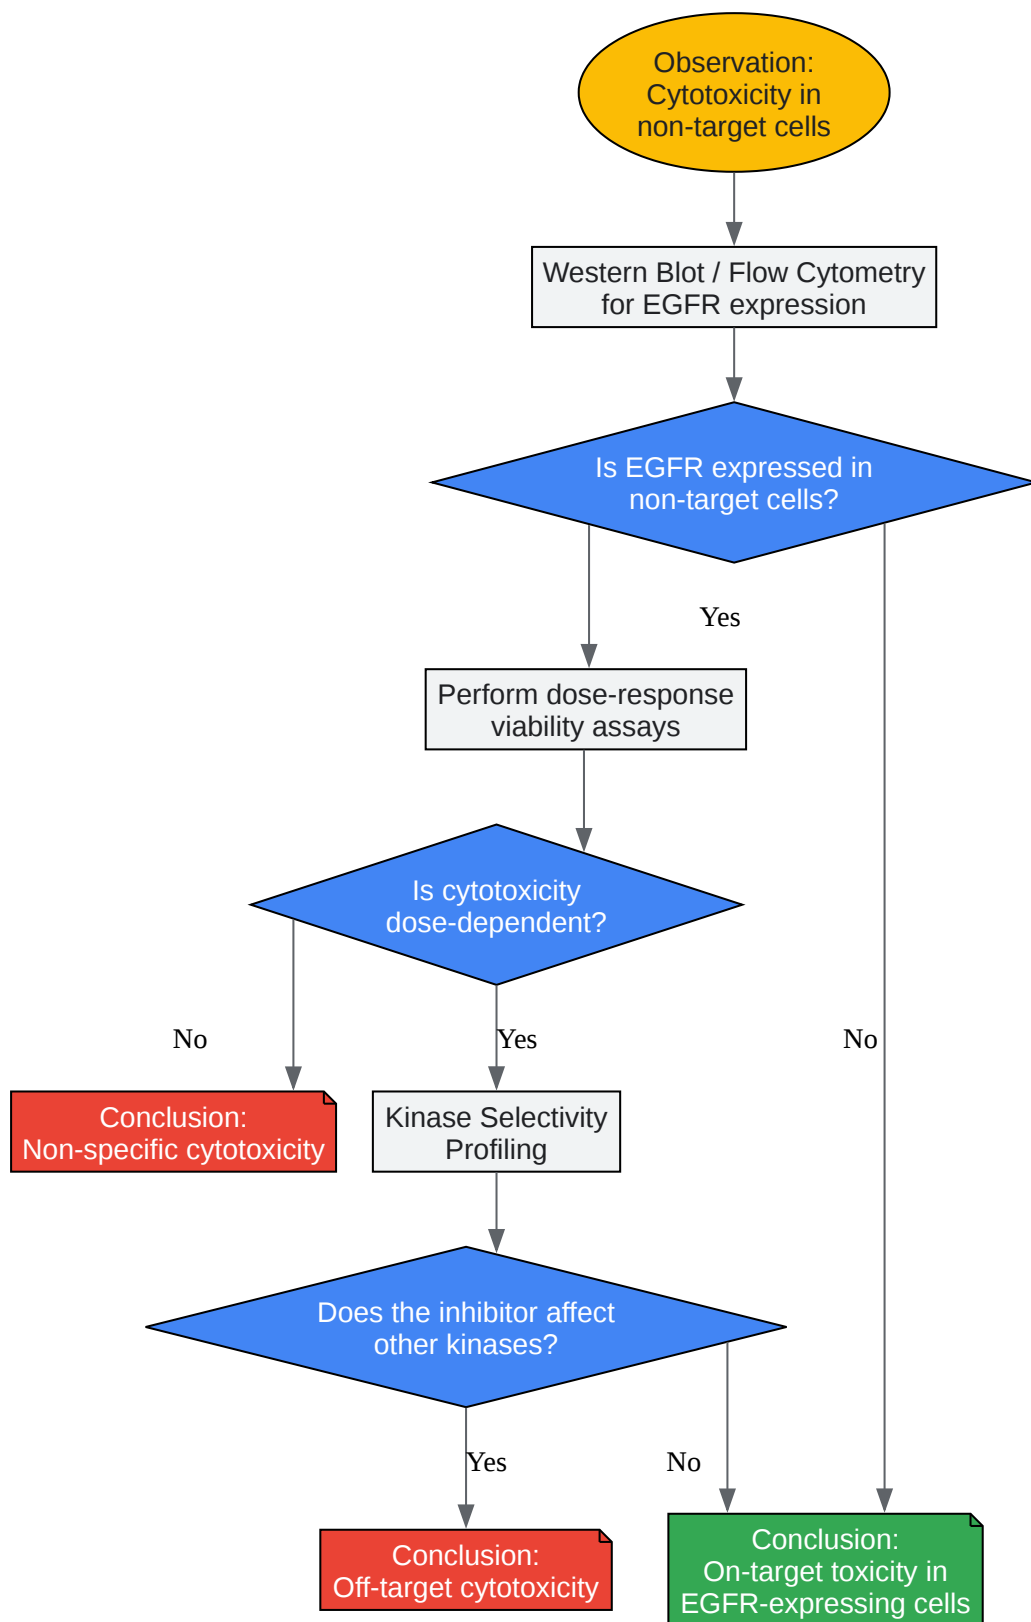 Observation:
Cytotoxicity in
non-target cells
Western Blot / Flow Cytometry
for EGFR expression
Is EGFR expressed in
non-target cells?
Yes
Perform dose-response
viability assays
Is cytotoxicity
dose-dependent?
No
Yes
No
Conclusion:
Non-specific cytotoxicity
Kinase Selectivity
Profiling
Does the inhibitor affect
other kinases?
Yes
No
Conclusion:
Off-target cytotoxicity
Conclusion:
On-target toxicity in
EGFR-expressing cells